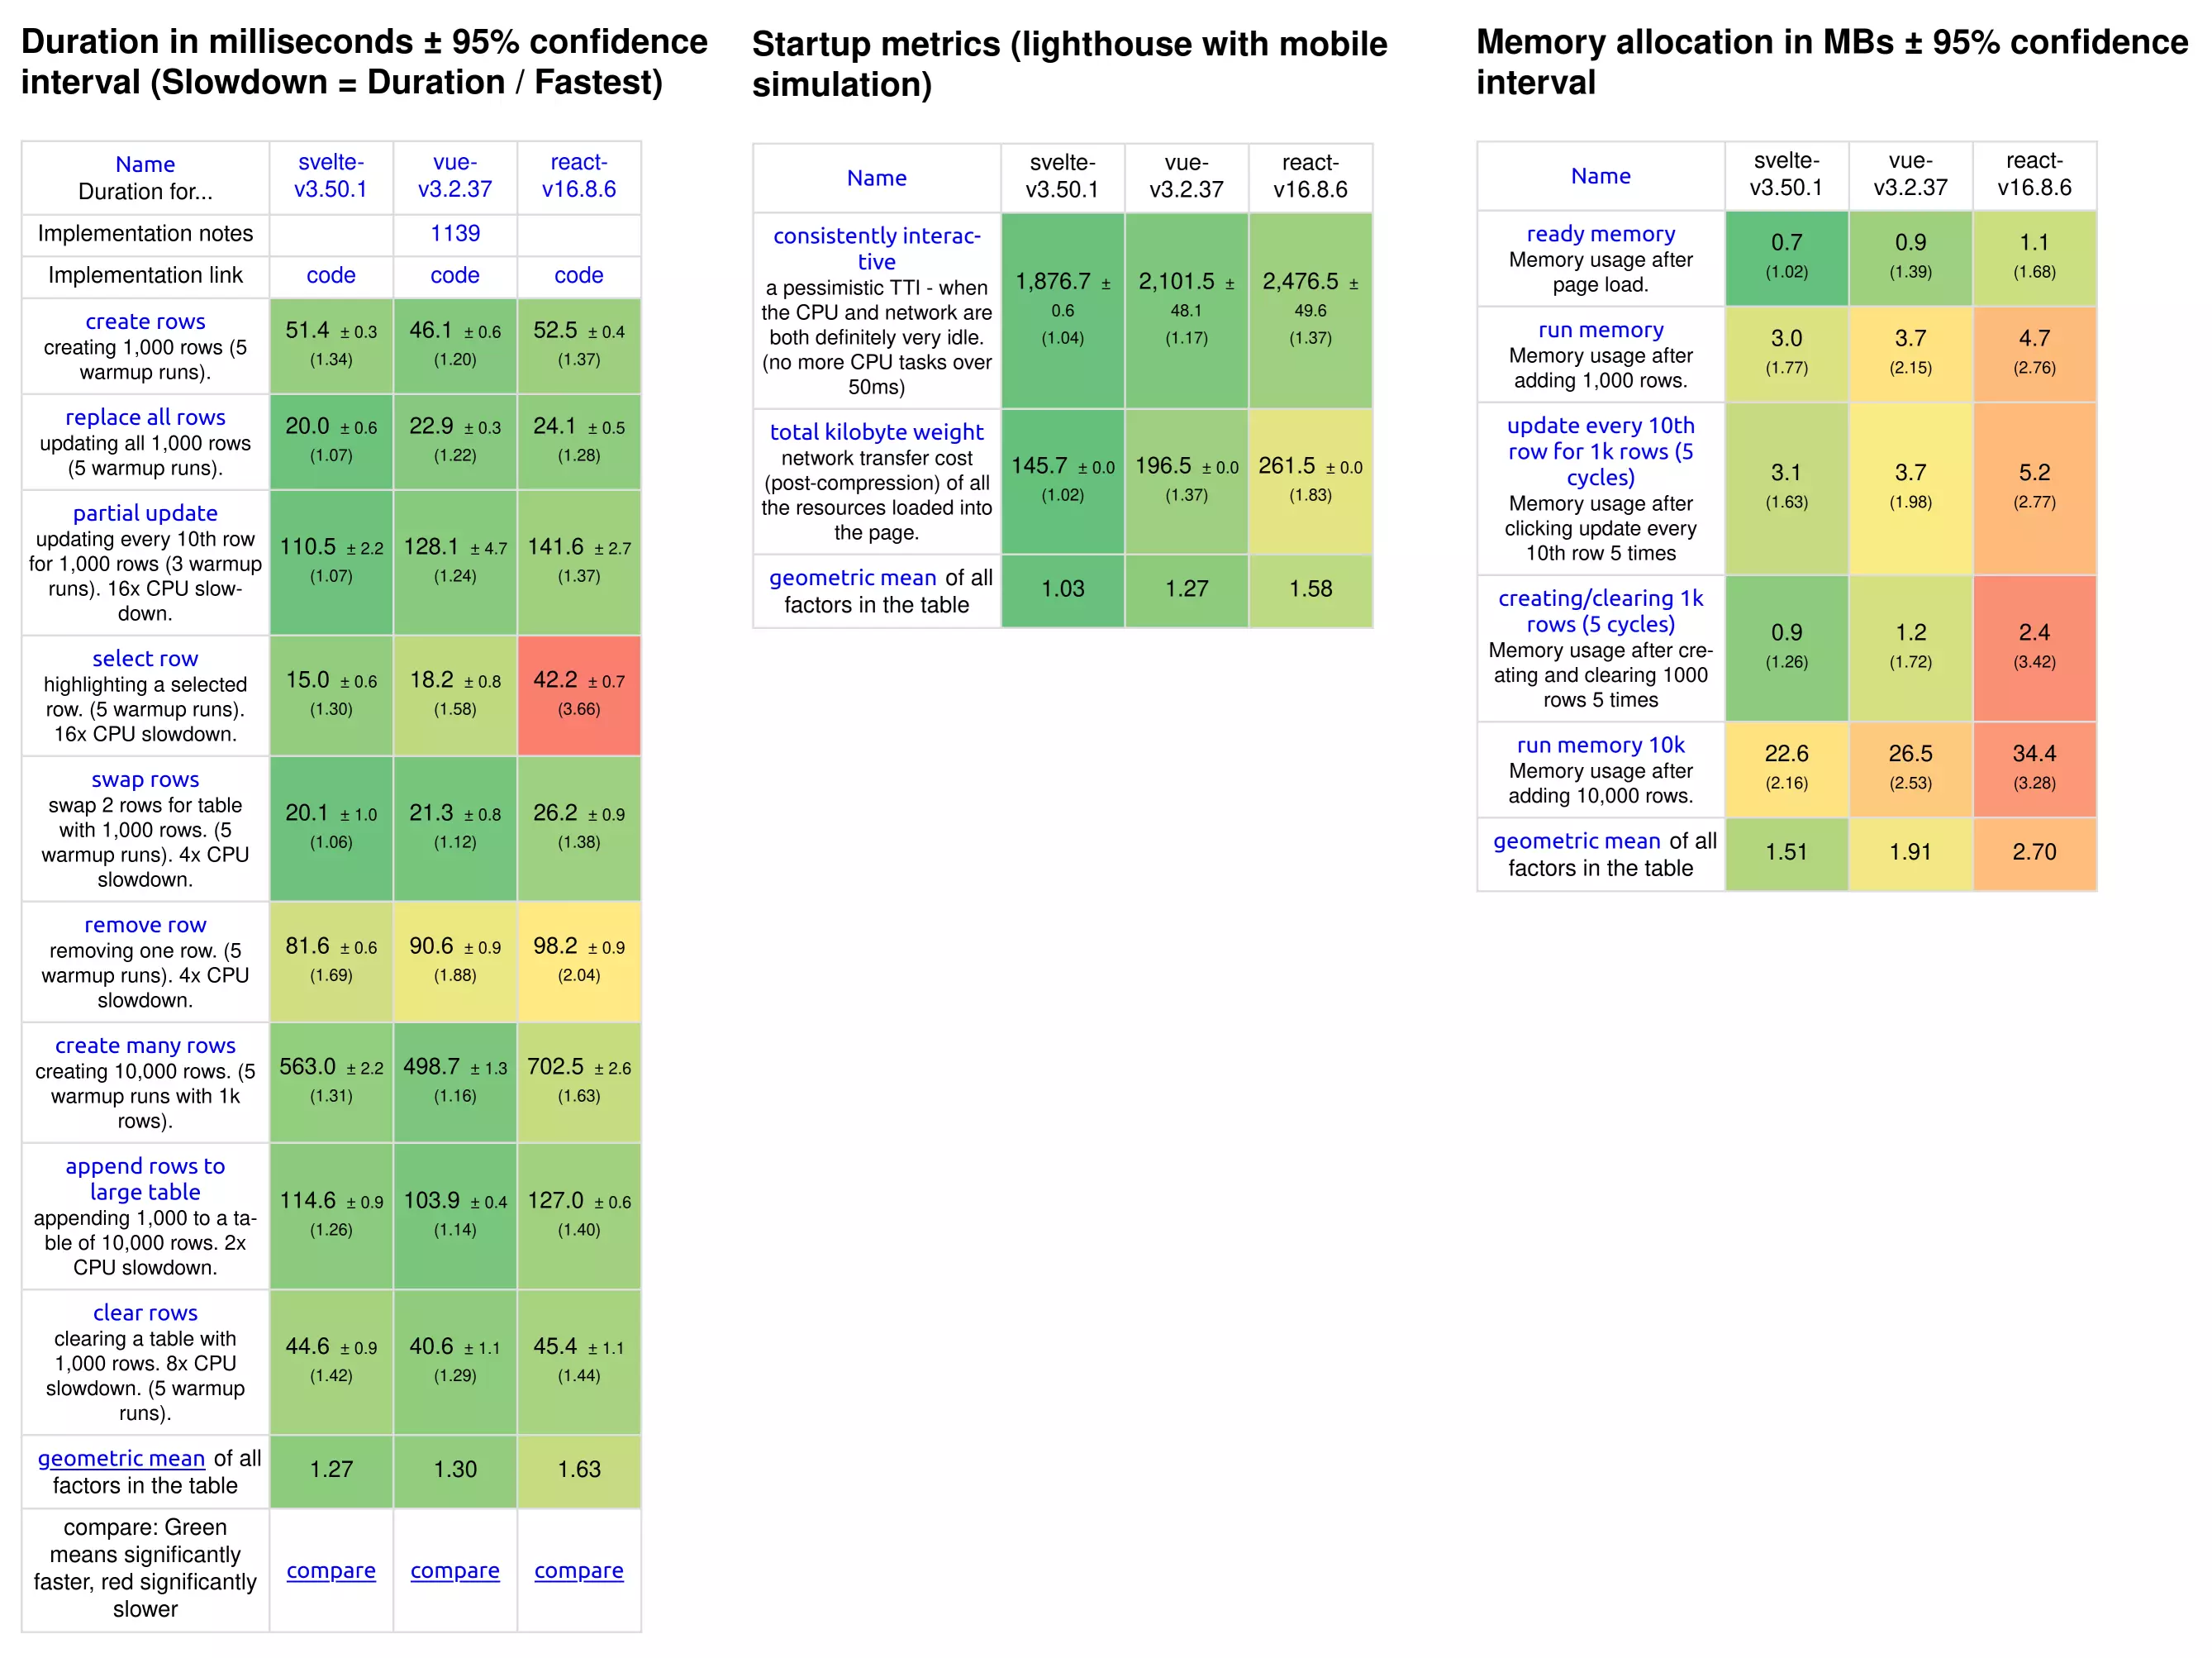 Duration in milliseconds ± 95% confidence
interval (Slowdown = Duration / Fastest)
Name
Duration for...
svelte-
v3.50.1
vue-
v3.2.37
react-
v16.8.6
Implementation notes
1139
Implementation link
code
code
code
create rows
creating 1,000 rows (5
warmup runs).
51.4 ± 0.3
(1.34)
46.1 ± 0.6
(1.20)
52.5 ± 0.4
(1.37)
replace all rows
updating all 1,000 rows
(5 warmup runs).
20.0 ± 0.6
(1.07)
22.9 ± 0.3
(1.22)
24.1 ± 0.5
(1.28)
partial update
updating every 10th row
for 1,000 rows (3 warmup
runs). 16x CPU slow-
down.
110.5 ± 2.2
(1.07)
128.1 ± 4.7
(1.24)
141.6 ± 2.7
(1.37)
select row
highlighting a selected
row. (5 warmup runs).
16x CPU slowdown.
15.0 ± 0.6
(1.30)
18.2 ± 0.8
(1.58)
42.2 ± 0.7
(3.66)
swap rows
swap 2 rows for table
with 1,000 rows. (5
warmup runs). 4x CPU
slowdown.
20.1 ± 1.0
(1.06)
21.3 ± 0.8
(1.12)
26.2 ± 0.9
(1.38)
remove row
removing one row. (5
warmup runs). 4x CPU
slowdown.
81.6 ± 0.6
(1.69)
90.6 ± 0.9
(1.88)
98.2 ± 0.9
(2.04)
create many rows
creating 10,000 rows. (5
warmup runs with 1k
rows).
563.0 ± 2.2
(1.31)
498.7 ± 1.3
(1.16)
702.5 ± 2.6
(1.63)
append rows to
large table
appending 1,000 to a ta-
ble of 10,000 rows. 2x
CPU slowdown.
114.6 ± 0.9
(1.26)
103.9 ± 0.4
(1.14)
127.0 ± 0.6
(1.40)
clear rows
clearing a table with
1,000 rows. 8x CPU
slowdown. (5 warmup
runs).
44.6 ± 0.9
(1.42)
40.6 ± 1.1
(1.29)
45.4 ± 1.1
(1.44)
geometric mean of all
factors in the table
1.27
1.30
1.63
compare: Green
means significantly
faster, red significantly
slower
compare
compare
compare
Startup metrics (lighthouse with mobile
simulation)
Name
svelte-
v3.50.1
vue-
v3.2.37
react-
v16.8.6
consistently interac-
tive
a pessimistic TTI - when
the CPU and network are
both definitely very idle.
(no more CPU tasks over
50ms)
1,876.7 ±
0.6
(1.04)
2,101.5 ±
48.1
(1.17)
2,476.5 ±
49.6
(1.37)
total kilobyte weight
network transfer cost
(post-compression) of all
the resources loaded into
the page.
145.7 ± 0.0
(1.02)
196.5 ± 0.0
(1.37)
261.5 ± 0.0
(1.83)
geometric mean of all
factors in the table
1.03
1.27
1.58
Memory allocation in MBs ± 95% confidence
interval
Name
svelte-
v3.50.1
vue-
v3.2.37
react-
v16.8.6
ready memory
Memory usage after
page load.
0.7
(1.02)
0.9
(1.39)
1.1
(1.68)
run memory
Memory usage after
adding 1,000 rows.
3.0
(1.77)
3.7
(2.15)
4.7
(2.76)
update every 10th
row for 1k rows (5
cycles)
Memory usage after
clicking update every
10th row 5 times
3.1
(1.63)
3.7
(1.98)
5.2
(2.77)
creating/clearing 1k
rows (5 cycles)
Memory usage after cre-
ating and clearing 1000
rows 5 times
0.9
(1.26)
1.2
(1.72)
2.4
(3.42)
run memory 10k
Memory usage after
adding 10,000 rows.
22.6
(2.16)
26.5
(2.53)
34.4
(3.28)
geometric mean of all
factors in the table
1.51
1.91
2.70